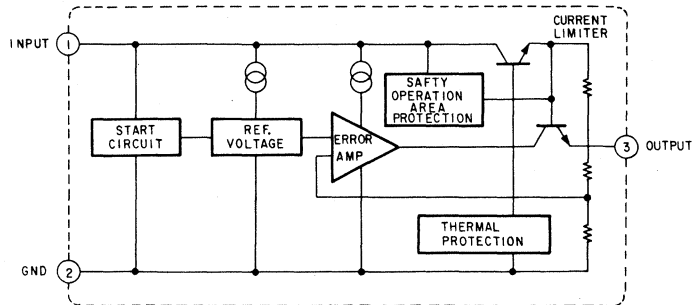 CURRENT
LIMITER
INPUT 1
SAFTY
OPERATION
AREA
PROTECTION
START
CIRCUIT
REF.
VOLTAGE
ERROR
AMP
3 OUTPUT
THERMAL
PROTECTION
GND 2